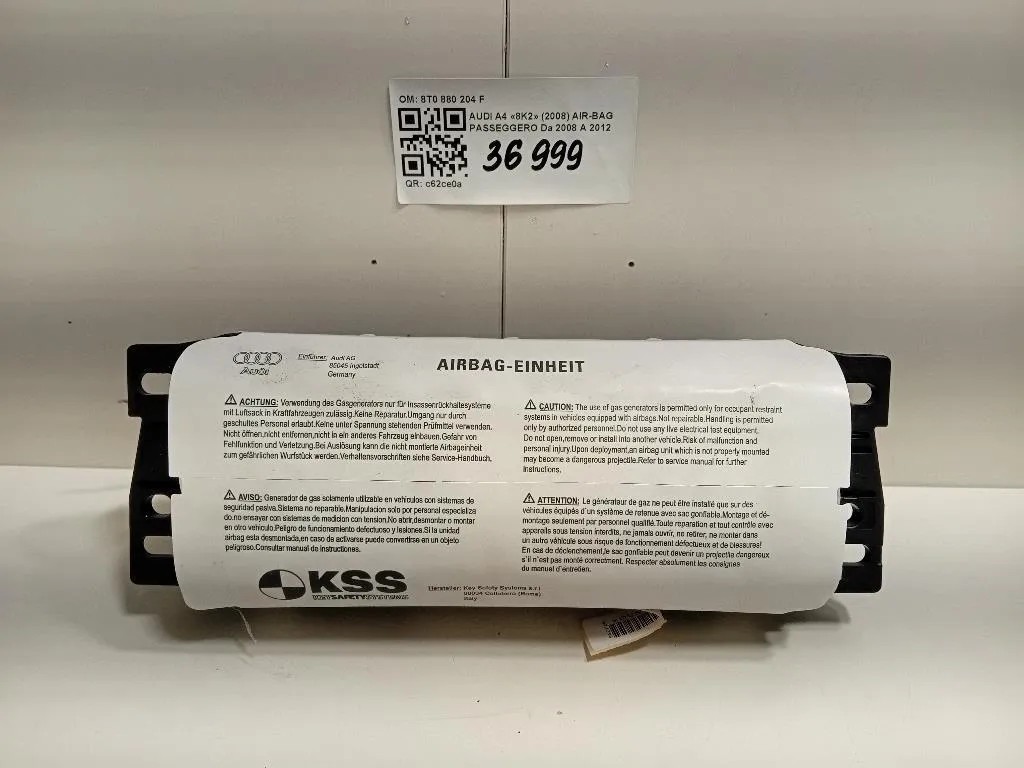 OM: 8T0 880 204 F
AUDI A4 «8K2» (2008) AIR-BAG
PASSEGGERO Da 2008 A 2012
36 999
QR: c62ce0a
Audi
Einführer: Audi AG
85045 Ingolstadt
Germany
AIRBAG-EINHEIT
ACHTUNG: Verwendung des Gasgenerators nur für Insassenrückhaltesysteme
mit Luftsack in Kraftfahrzeugen zulässig.Keine Reparatur.Umgang nur durch
geschultes Personal erlaubt.Keine unter Spannung stehenden Prüfmittel verwenden.
Nicht öffnen,nicht entfernen,nicht in ein anderes Fahrzeug einbauen.Gefahr von
Fehlfunktion und Verletzung.Bei Auslösung kann die nicht montierte Airbageinheit
zum gefährlichen Wurfstück werden.Verhaltensvorschriften siehe Service-Handbuch.
CAUTION: The use of gas generators is permitted only for occupant restraint
systems in vehicles equipped with airbags.Not repairable.Handling is permitted
only by authorized personnel.Do not use any live electrical test equipment.
Do not open,remove or install into another vehicle.Risk of malfunction and
personal injury.Upon deployment,an airbag unit which is not properly mounted
may become a dangerous projectile.Refer to service manual for further
instructions.
AVISO: Generador de gas solamente utilizable en vehículos con sistemas de
seguridad pasiva.Sistema no reparable.Manipulacion solo por personal especializa
do.no ensayar con sistemas de medicion con tension.No abrir,desmontar o montar
en otro vehiculo.Peligro de funcionamiento defectuoso y lesiones.Si la unidad
airbag esta desmontada,en caso de activarse puede convertirse en un objeto
peligroso.Consultar manual de instructiones.
ATTENTION: Le générateur de gaz ne peut être installé que sur des
véhicules équipés d'un système de retenue avec sac gonflable.Montage et dé-
montage seulement par personnel qualifié.Toute réparation et tout contrôle avec
appareils sous tension interdits, ne jamais ouvrir, ne retirer, ne monter dans
un autre véhicule sous risque de fonctionnement défectueux et de blessures!
En cas de déclenchement,le sac gonflable peut devenir un projectile dangereux
s'il n'est pas monté correctement. Respecter absolument les consignes
du manuel d'entretien.
KSS
KEYSAFETYSYSTEMS
Hersteller: Key Safety Systems s.r.l
00034 Colleferro (Roma)
Italy